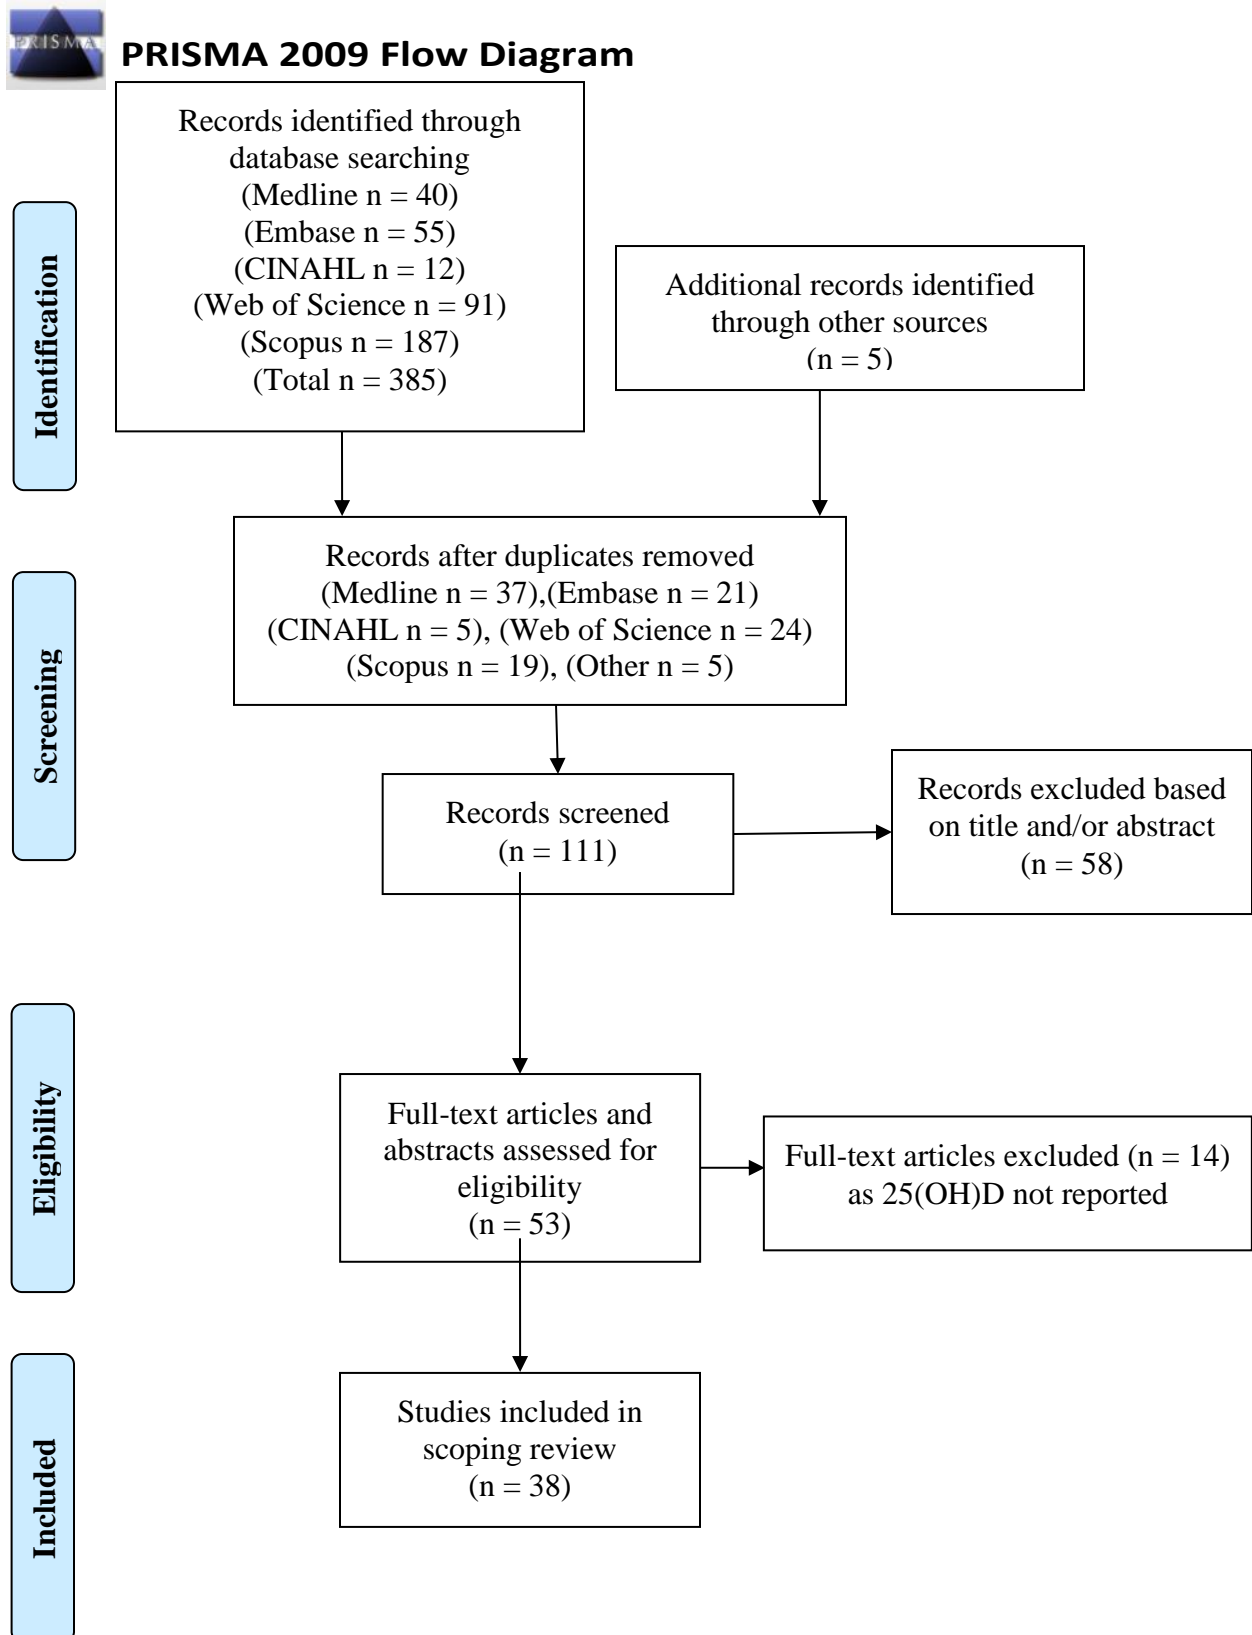 PRISMA
PRISMA 2009 Flow Diagram
Records identified through
database searching
(Medline n = 40)
(Embase n = 55)
(CINAHL n = 12)
(Web of Science n = 91)
(Scopus n = 187)
(Total n = 385)
Additional records identified
through other sources
(n = 5)
Identification
Records after duplicates removed
(Medline n = 37),(Embase n = 21)
(CINAHL n = 5), (Web of Science n = 24)
(Scopus n = 19), (Other n = 5)
Screening
Records screened
(n = 111)
Records excluded based
on title and/or abstract
(n = 58)
Eligibility
Full-text articles and
abstracts assessed for
eligibility
(n = 53)
Full-text articles excluded (n = 14)
as 25(OH)D not reported
Included
Studies included in
scoping review
(n = 38)